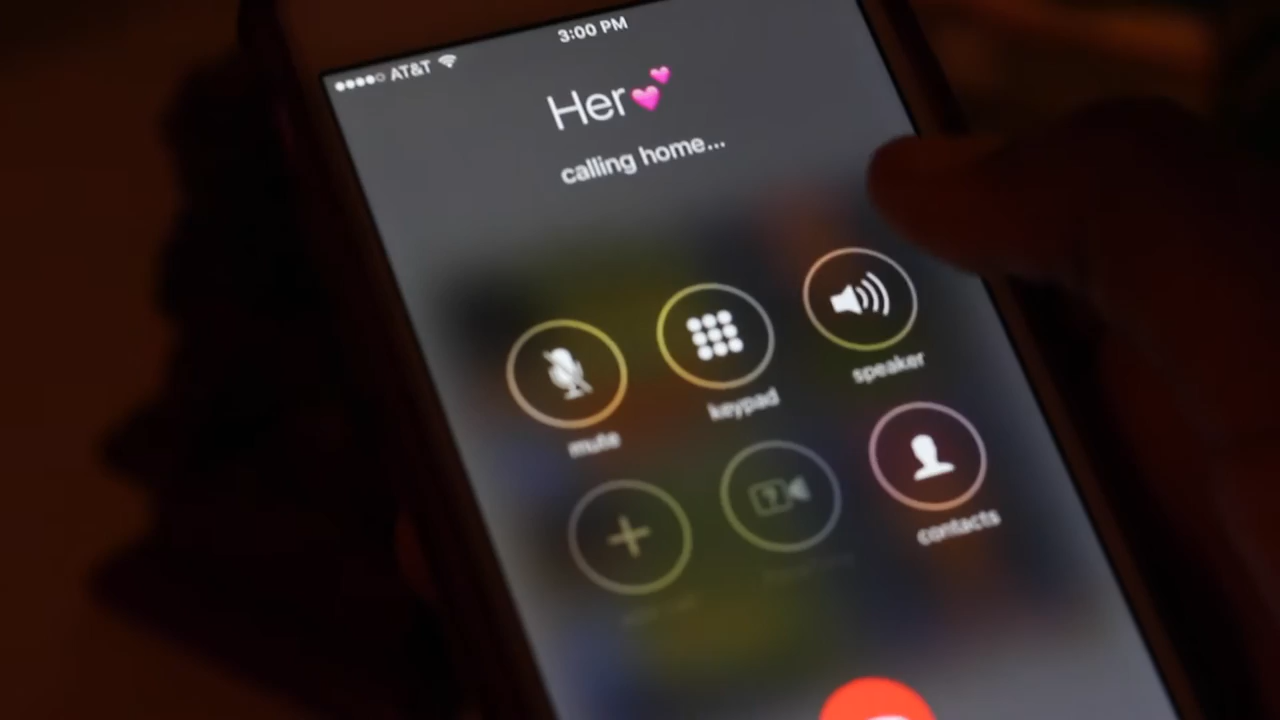 3:00 PM
AT&T
Her💕
calling home...
speaker
keypad
mute
contacts